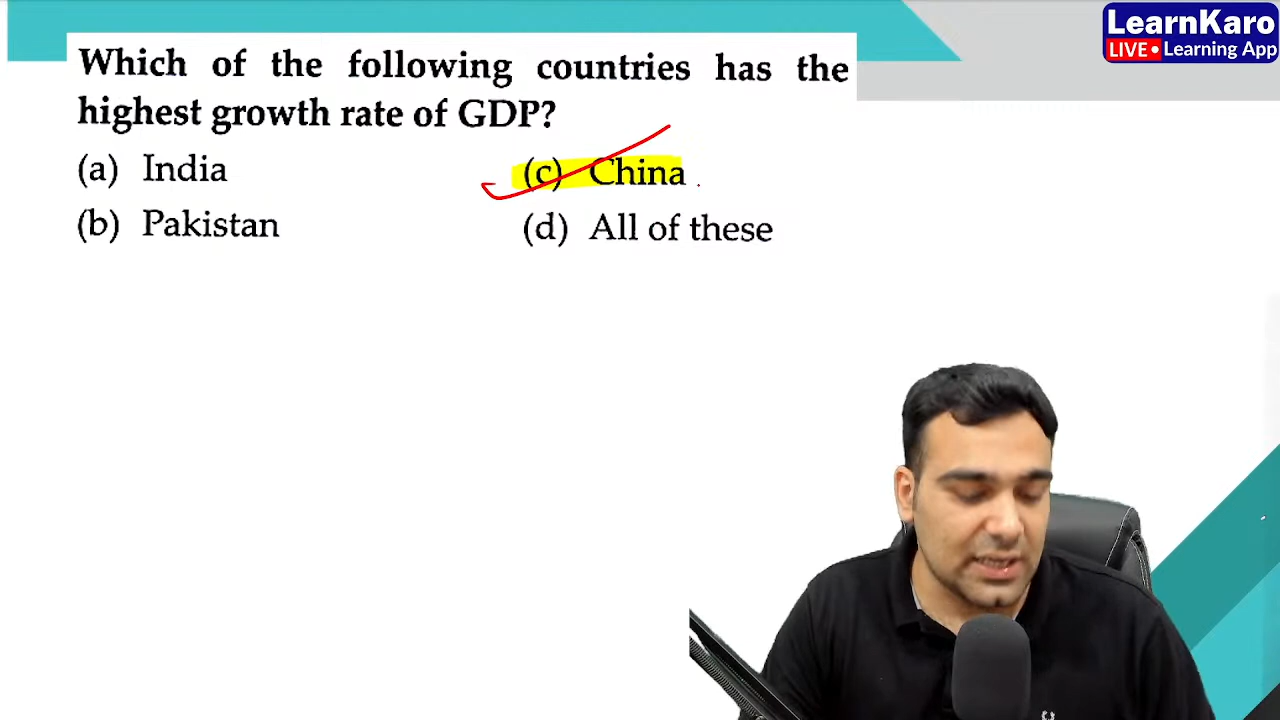 LearnKaro
LIVE • Learning App
Which of the following countries has the
highest growth rate of GDP?
(a) India
(c) China
(b) Pakistan
(d) All of these